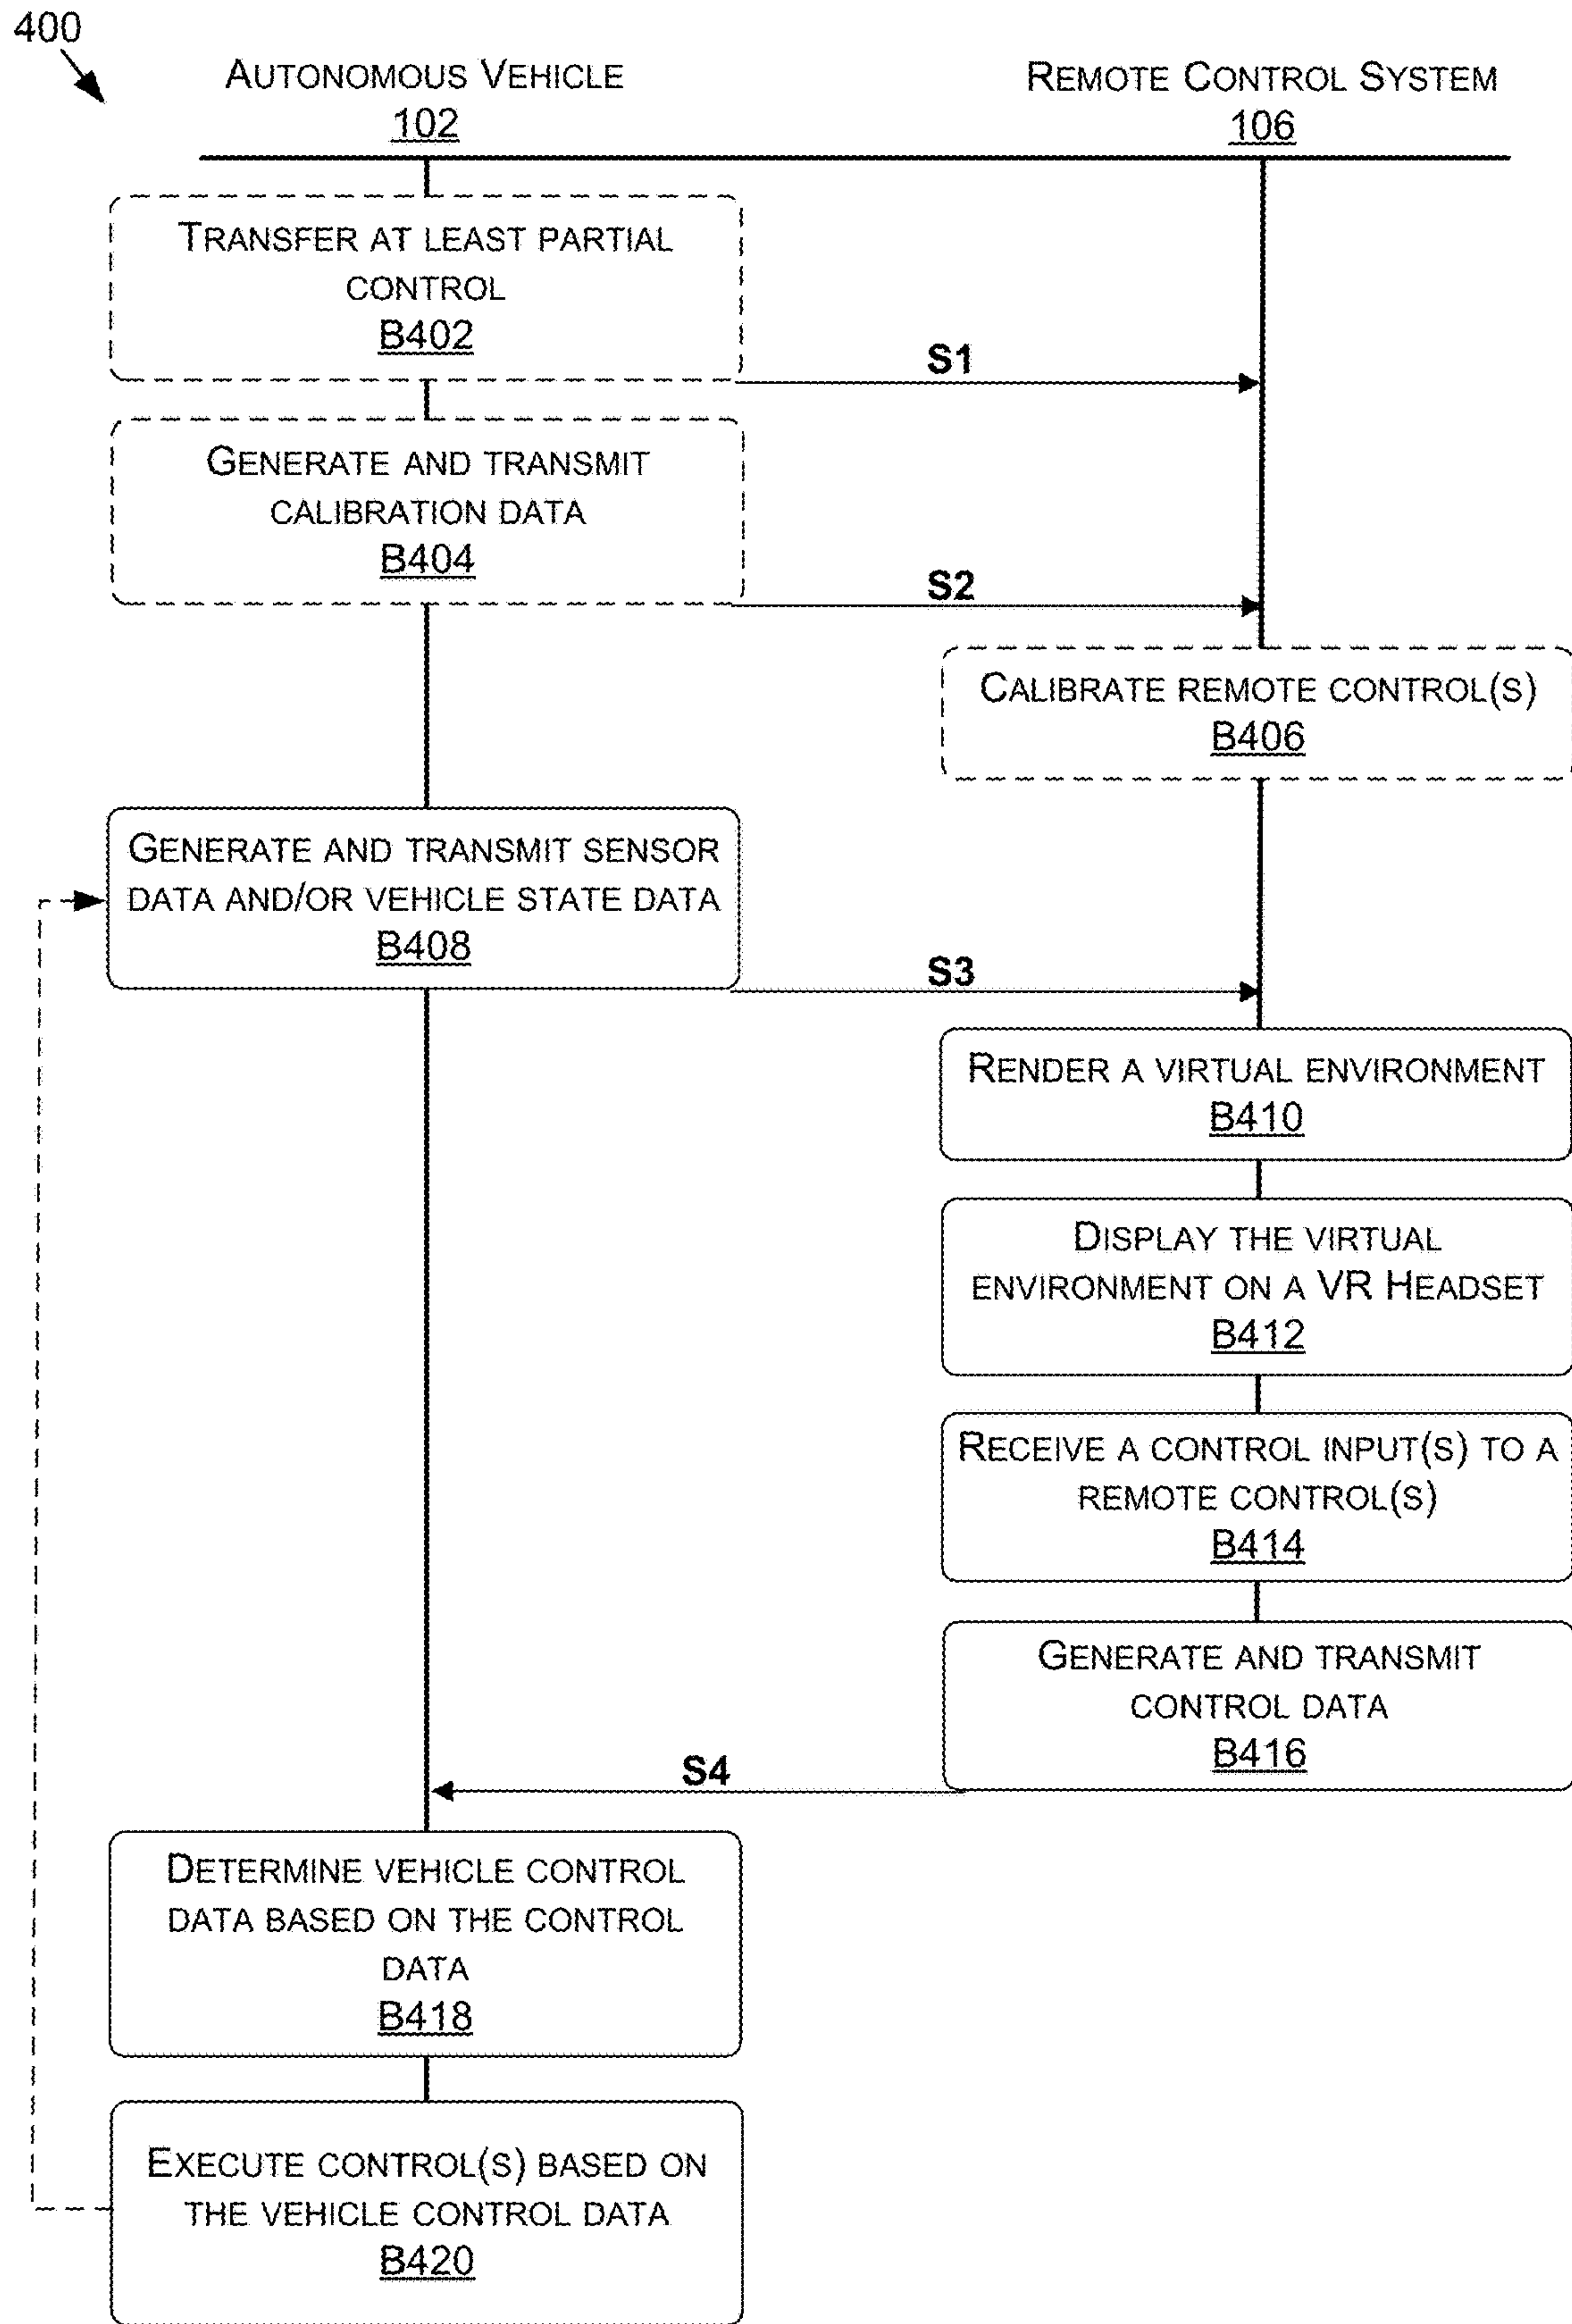 400
AUTONOMOUS VEHICLE
102
REMOTE CONTROL SYSTEM
106
TRANSFER AT LEAST PARTIAL
CONTROL
B402
S1
GENERATE AND TRANSMIT
CALIBRATION DATA
B404
S2
CALIBRATE REMOTE CONTROL(S)
B406
GENERATE AND TRANSMIT SENSOR
DATA AND/OR VEHICLE STATE DATA
B408
S3
RENDER A VIRTUAL ENVIRONMENT
B410
DISPLAY THE VIRTUAL
ENVIRONMENT ON A VR HEADSET
B412
RECEIVE A CONTROL INPUT(S) TO A
REMOTE CONTROL(S)
B414
GENERATE AND TRANSMIT
CONTROL DATA
B416
S4
DETERMINE VEHICLE CONTROL
DATA BASED ON THE CONTROL
DATA
B418
EXECUTE CONTROL(S) BASED ON
THE VEHICLE CONTROL DATA
B420